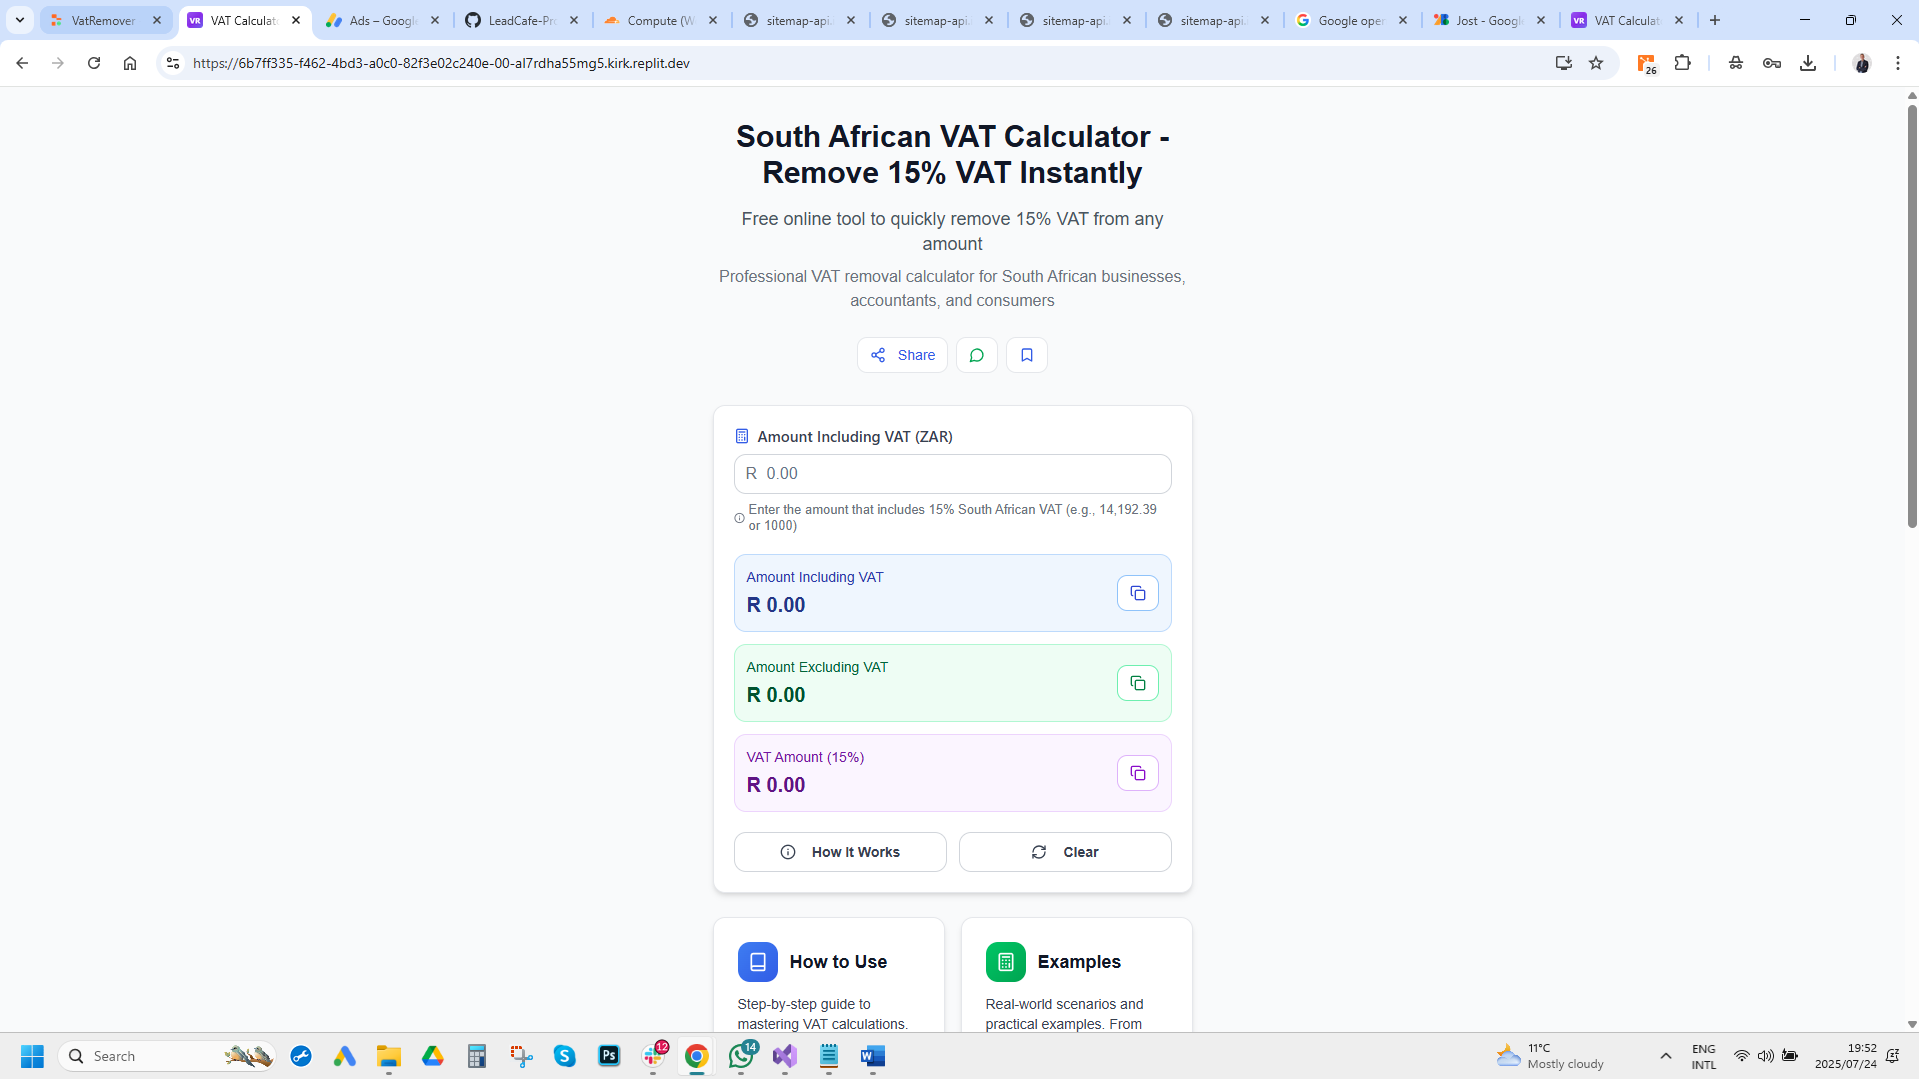 VatRemover
VAT Calculat
Ads – Googl
LeadCafe-Pr
Compute (W
sitemap-api.
sitemap-api.
sitemap-api.
sitemap-api.
Google oper
Jost - Googl
VAT Calculat
https://6b7ff335-f462-4bd3-a0c0-82f3e02c240e-00-al7rdha55mg5.kirk.replit.dev
26
South African VAT Calculator -
Remove 15% VAT Instantly
Free online tool to quickly remove 15% VAT from any
amount
Professional VAT removal calculator for South African businesses,
accountants, and consumers
Share
Amount Including VAT (ZAR)
R 0.00
Enter the amount that includes 15% South African VAT (e.g., 14,192.39
or 1000)
Amount Including VAT
R 0.00
Amount Excluding VAT
R 0.00
VAT Amount (15%)
R 0.00
How It Works
Clear
How to Use
Step-by-step guide to
mastering VAT calculations.
Examples
Real-world scenarios and
practical examples. From
Search
12
14
11°C
Mostly cloudy
ENG
INTL
19:52
2025/07/24